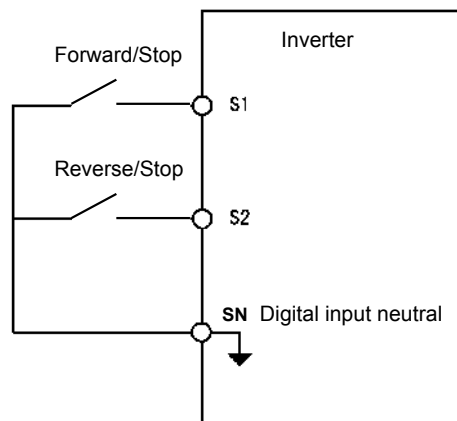 Inverter
Forward/Stop
S1
Reverse/Stop
S2
SN Digital input neutral